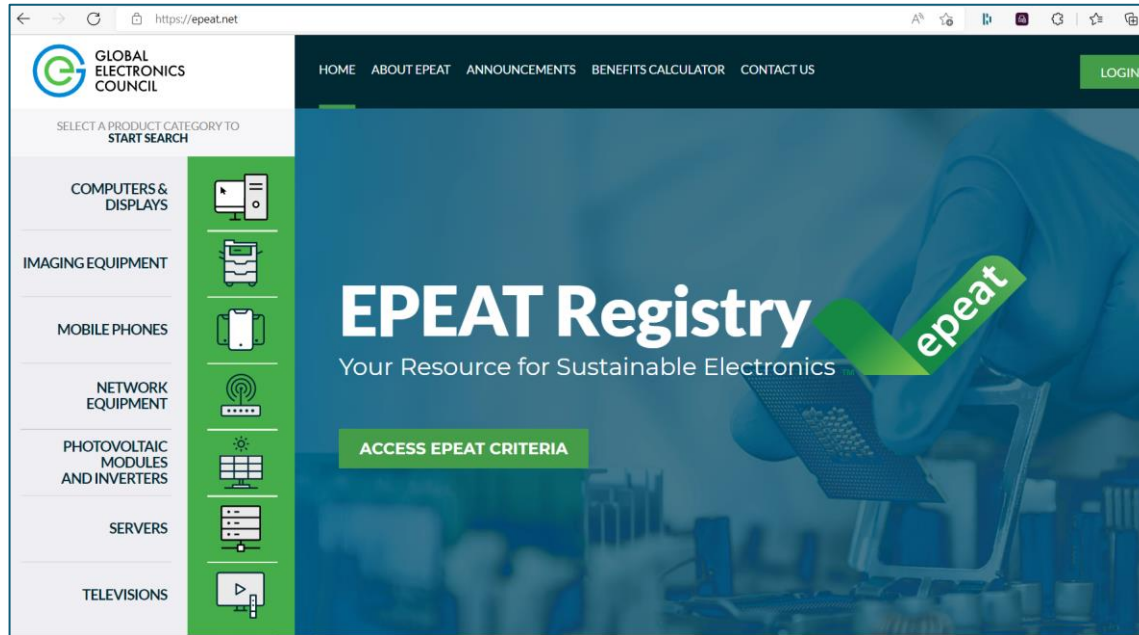 https://epeat.net
GLOBAL
ELECTRONICS
COUNCIL
HOME ABOUT EPEAT ANNOUNCEMENTS BENEFITS CALCULATOR CONTACT US
LOGIN
SELECT A PRODUCT CATEGORY TO
START SEARCH
COMPUTERS &
DISPLAYS
IMAGING EQUIPMENT
MOBILE PHONES
NETWORK
EQUIPMENT
PHOTOVOLTAIC
MODULES
AND INVERTERS
SERVERS
TELEVISIONS
EPEAT Registry
Your Resource for Sustainable Electronics
epeat
TM
ACCESS EPEAT CRITERIA